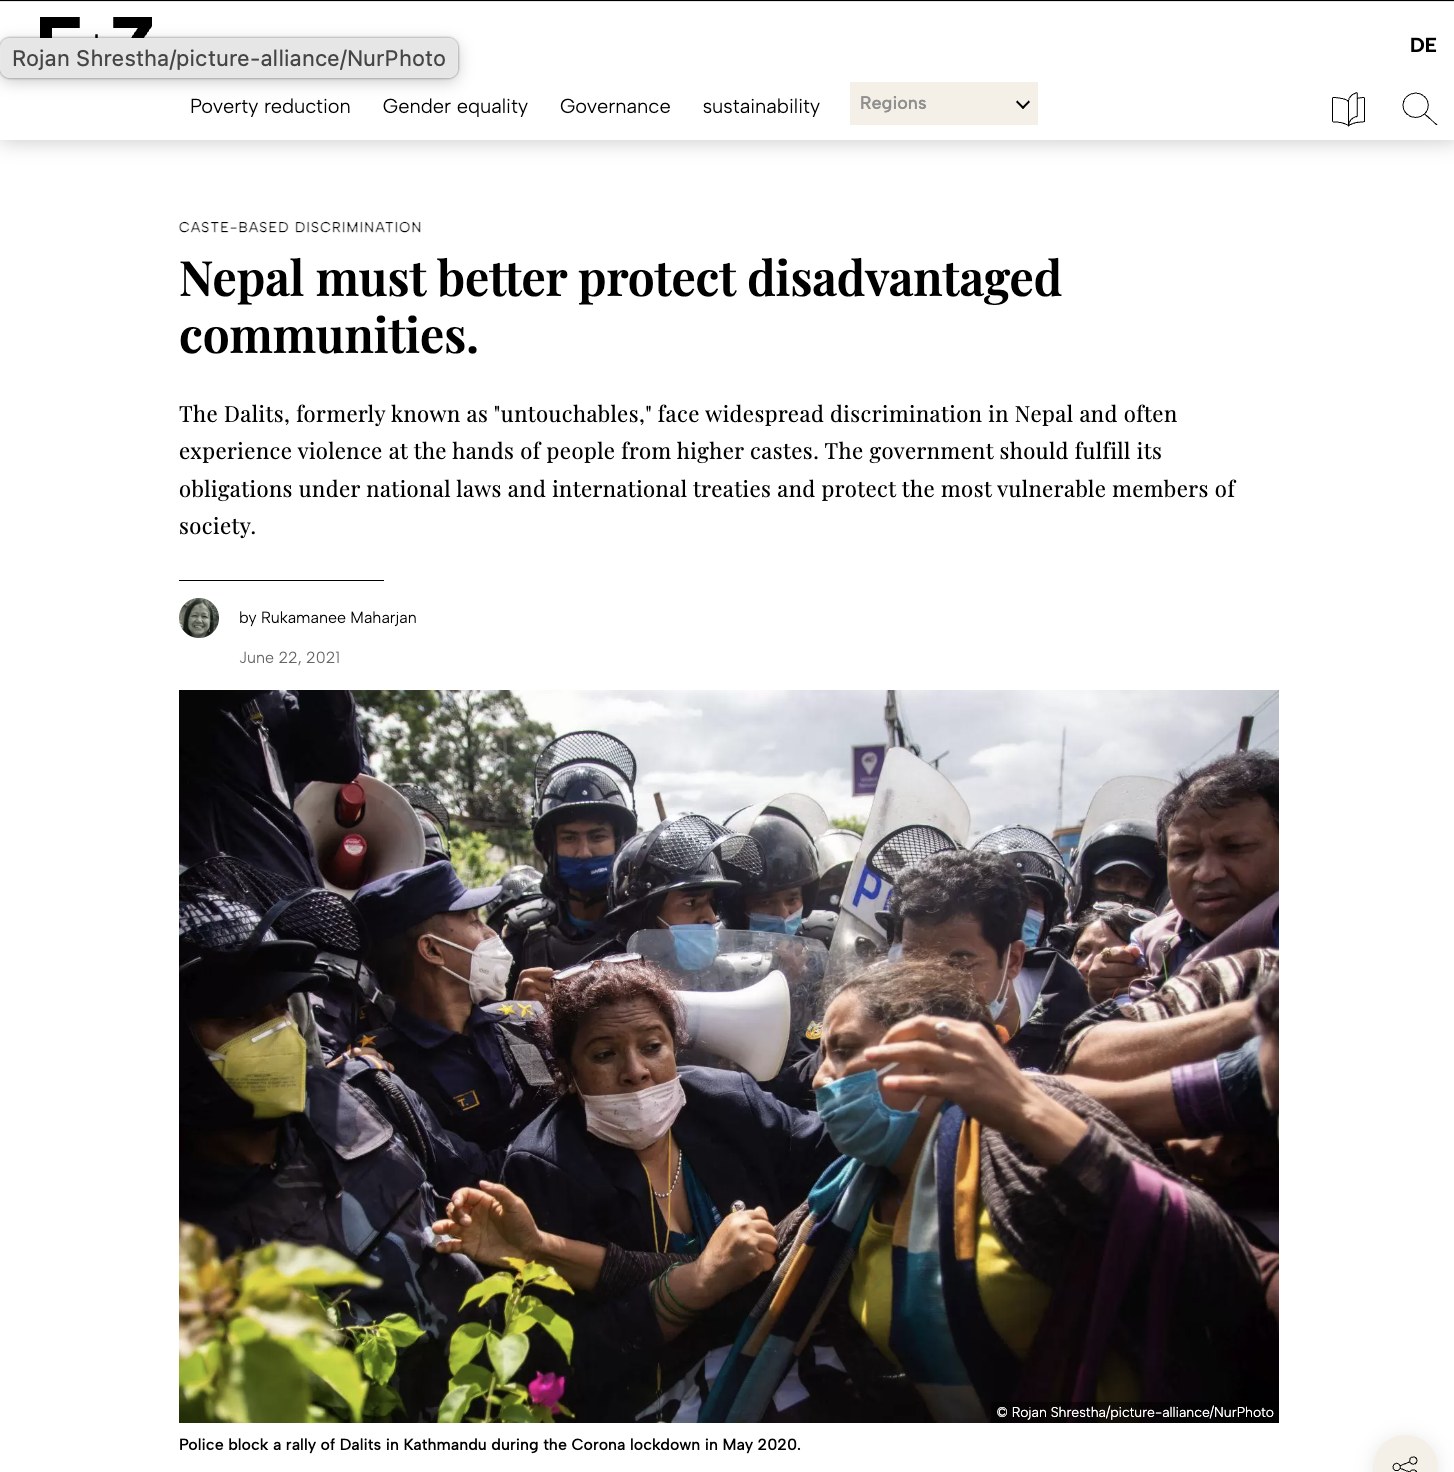 Rojan Shrestha/picture-alliance/NurPhoto
DE
Poverty reduction
Gender equality
Governance
sustainability
Regions
CASTE-BASED DISCRIMINATION
Nepal must better protect disadvantaged
communities.
The Dalits, formerly known as "untouchables," face widespread discrimination in Nepal and often
experience violence at the hands of people from higher castes. The government should fulfill its
obligations under national laws and international treaties and protect the most vulnerable members of
society.
by Rukamanee Maharjan
June 22, 2021
© Rojan Shrestha/picture-alliance/NurPhoto
Police block a rally of Dalits in Kathmandu during the Corona lockdown in May 2020.